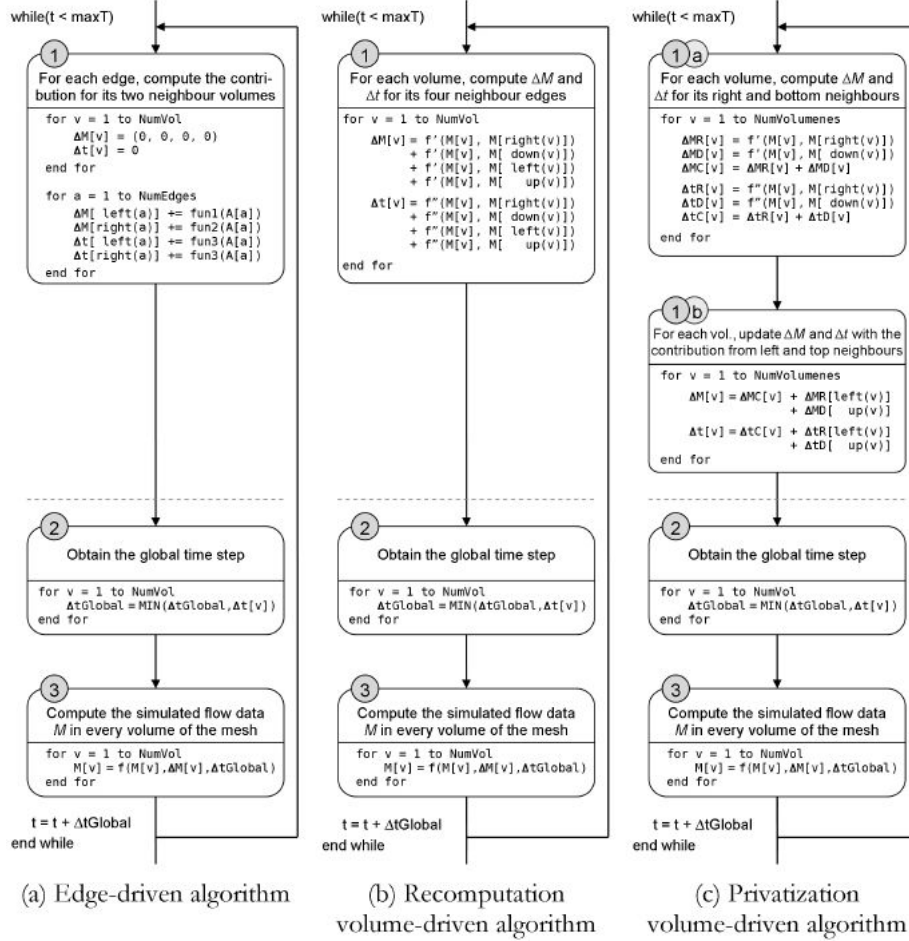 while(t < maxT)
1
For each edge, compute the contri-
bution for its two neighbour volumes
for v = 1 to NumVol
ΔM[v] = (0, 0, 0, 0)
Δt[v] = 0
end for
for a = 1 to NumEdges
ΔM[ left(a)] += fun1(A[a])
ΔM[right(a)] += fun2(A[a])
Δt[ left(a)] += fun3(A[a])
Δt[right(a)] += fun3(A[a])
end for
2
Obtain the global time step
for v = 1 to NumVol
ΔtGlobal = MIN(ΔtGlobal,Δt[v])
end for
3
Compute the simulated flow data
M in every volume of the mesh
for v = 1 to NumVol
M[v] = f(M[v],ΔM[v],ΔtGlobal)
end for
t = t + ΔtGlobal
end while
(a) Edge-driven algorithm
while(t < maxT)
1
For each volume, compute ΔM and
Δt for its four neighbour edges
for v = 1 to NumVol
ΔM[v] = f'(M[v], M[right(v)])
+ f'(M[v], M[ down(v)])
+ f'(M[v], M[ left(v)])
+ f'(M[v], M[ up(v)])
Δt[v] = f"(M[v], M[right(v)])
+ f"(M[v], M[ down(v)])
+ f"(M[v], M[ left(v)])
+ f"(M[v], M[ up(v)])
end for
2
Obtain the global time step
for v = 1 to NumVol
ΔtGlobal = MIN(ΔtGlobal,Δt[v])
end for
3
Compute the simulated flow data
M in every volume of the mesh
for v = 1 to NumVol
M[v] = f(M[v],ΔM[v],ΔtGlobal)
end for
t = t + ΔtGlobal
end while
(b) Recomputation
volume-driven algorithm
while(t < maxT)
1 a
For each volume, compute ΔM and
Δt for its right and bottom neighbours
for v = 1 to NumVolumenes
ΔMR[v] = f'(M[v], M[right(v)])
ΔMD[v] = f'(M[v], M[ down(v)])
ΔMC[v] = ΔMR[v] + ΔMD[v]
ΔtR[v] = f"(M[v], M[right(v)])
ΔtD[v] = f"(M[v], M[ down(v)])
ΔtC[v] = ΔtR[v] + ΔtD[v]
end for
1 b
For each vol., update ΔM and Δt with the
contribution from left and top neighbours
for v = 1 to NumVolumenes
ΔM[v] = ΔMC[v] + ΔMR[left(v)]
+ ΔMD[ up(v)]
Δt[v] = ΔtC[v] + ΔtR[left(v)]
+ ΔtD[ up(v)]
end for
2
Obtain the global time step
for v = 1 to NumVol
ΔtGlobal = MIN(ΔtGlobal,Δt[v])
end for
3
Compute the simulated flow data
M in every volume of the mesh
for v = 1 to NumVol
M[v] = f(M[v],ΔM[v],ΔtGlobal)
end for
t = t + ΔtGlobal
end while
(c) Privatization
volume-driven algorithm